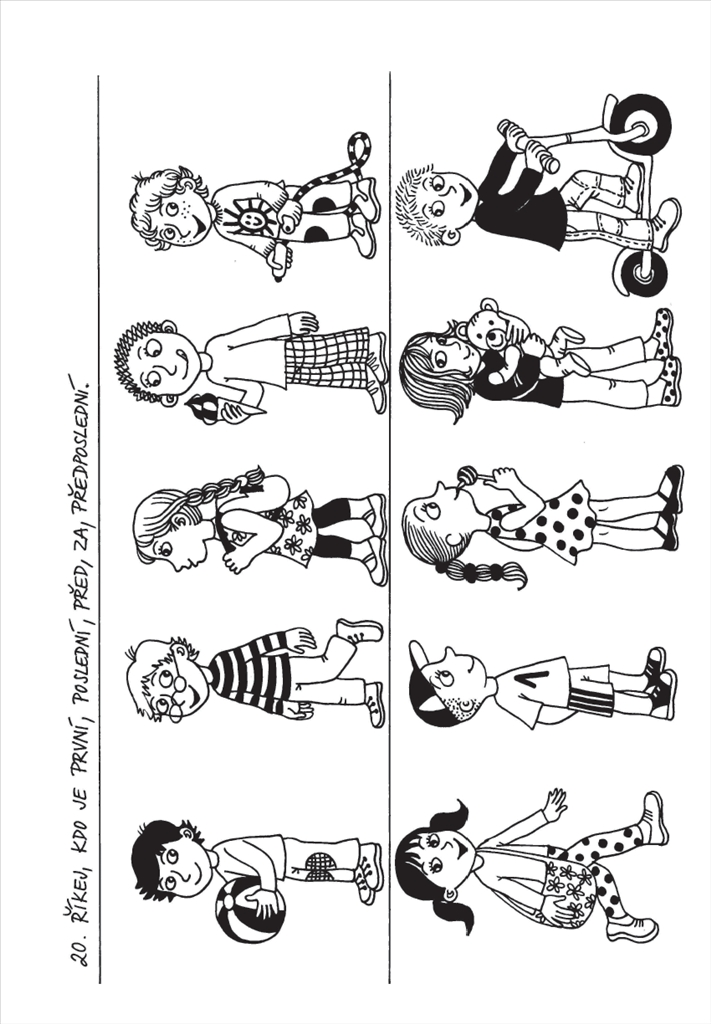 20. ŘÍKEJ, KDO JE PRVNÍ, POSLEDNÍ, PŘED, ZA, PŘEDPOSLEDNÍ.